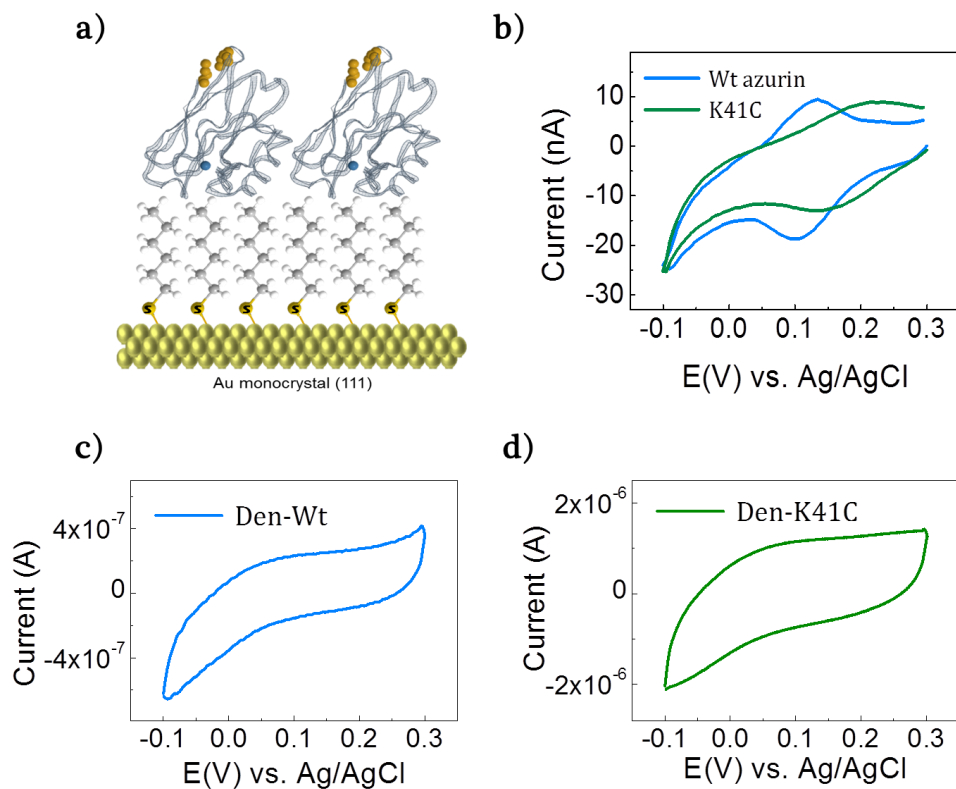 a)
S S S S S S
Au monocrystal (111)
b)
Wt azurin
K41C
Current (nA)
10
0
-10
-20
-30
-0.1 0.0 0.1 0.2 0.3
E(V) vs. Ag/AgCl
c)
Den-Wt
Current (A)
4x10⁻⁷
0
-4x10⁻⁷
-0.1 0.0 0.1 0.2 0.3
E(V) vs. Ag/AgCl
d)
Den-K41C
Current (A)
2x10⁻⁶
0
-2x10⁻⁶
-0.1 0.0 0.1 0.2 0.3
E(V) vs. Ag/AgCl